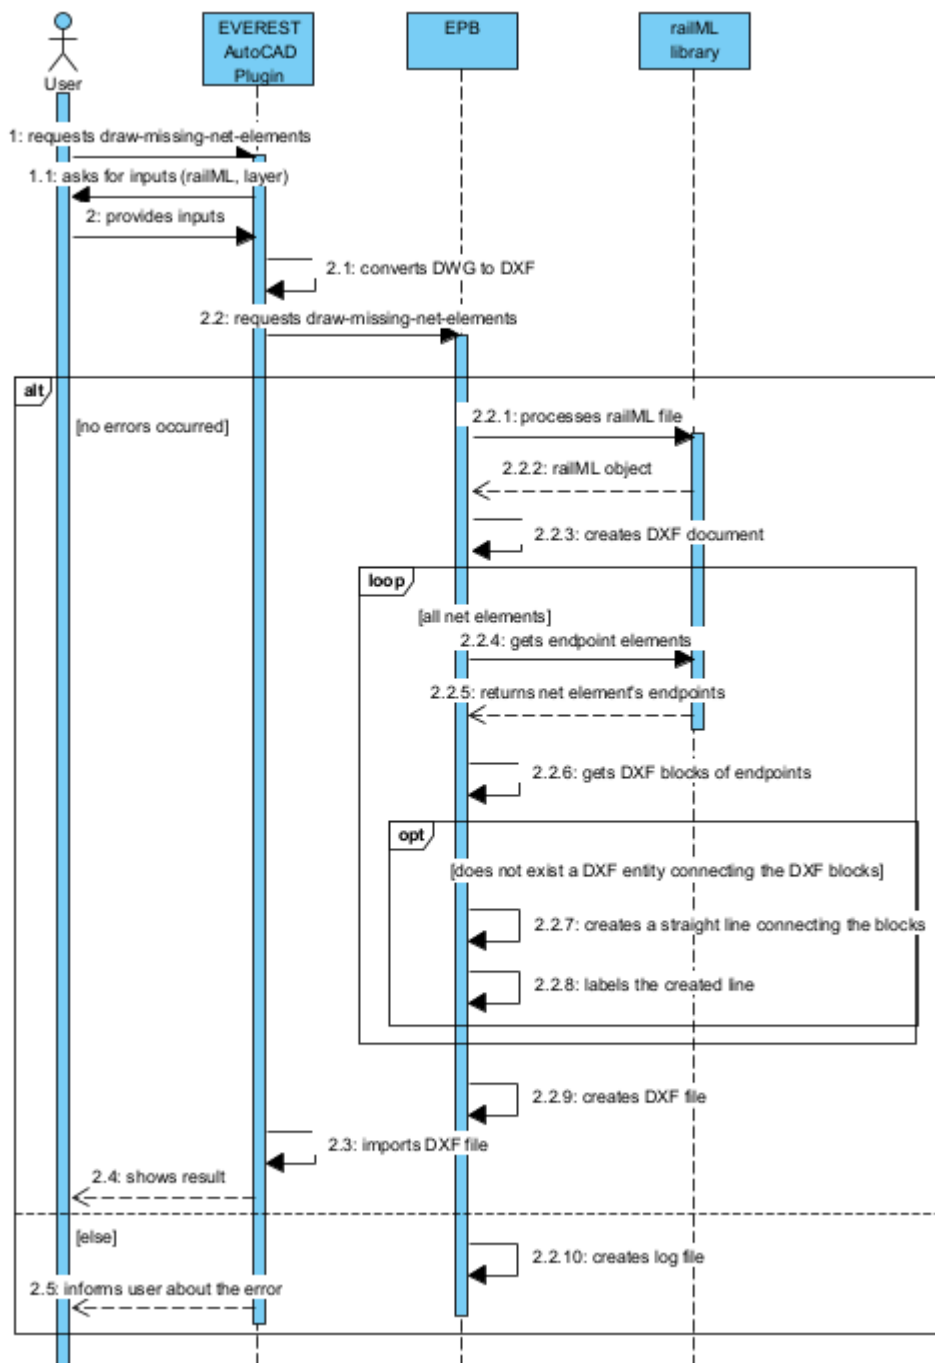 EVEREST
AutoCAD
Plugin
EPB
railML
library
User
1: requests draw-missing-net-elements
1.1: asks for inputs (railML, layer)
2: provides inputs
2.1: converts DWG to DXF
2.2: requests draw-missing-net-elements
alt
[no errors occurred]
2.2.1: processes railML file
2.2.2: railML object
2.2.3: creates DXF document
loop
[all net elements]
2.2.4: gets endpoint elements
2.2.5: returns net element's endpoints
2.2.6: gets DXF blocks of endpoints
opt
[does not exist a DXF entity connecting the DXF blocks]
2.2.7: creates a straight line connecting the blocks
2.2.8: labels the created line
2.2.9: creates DXF file
2.3: imports DXF file
2.4: shows result
[else]
2.2.10: creates log file
2.5: informs user about the error